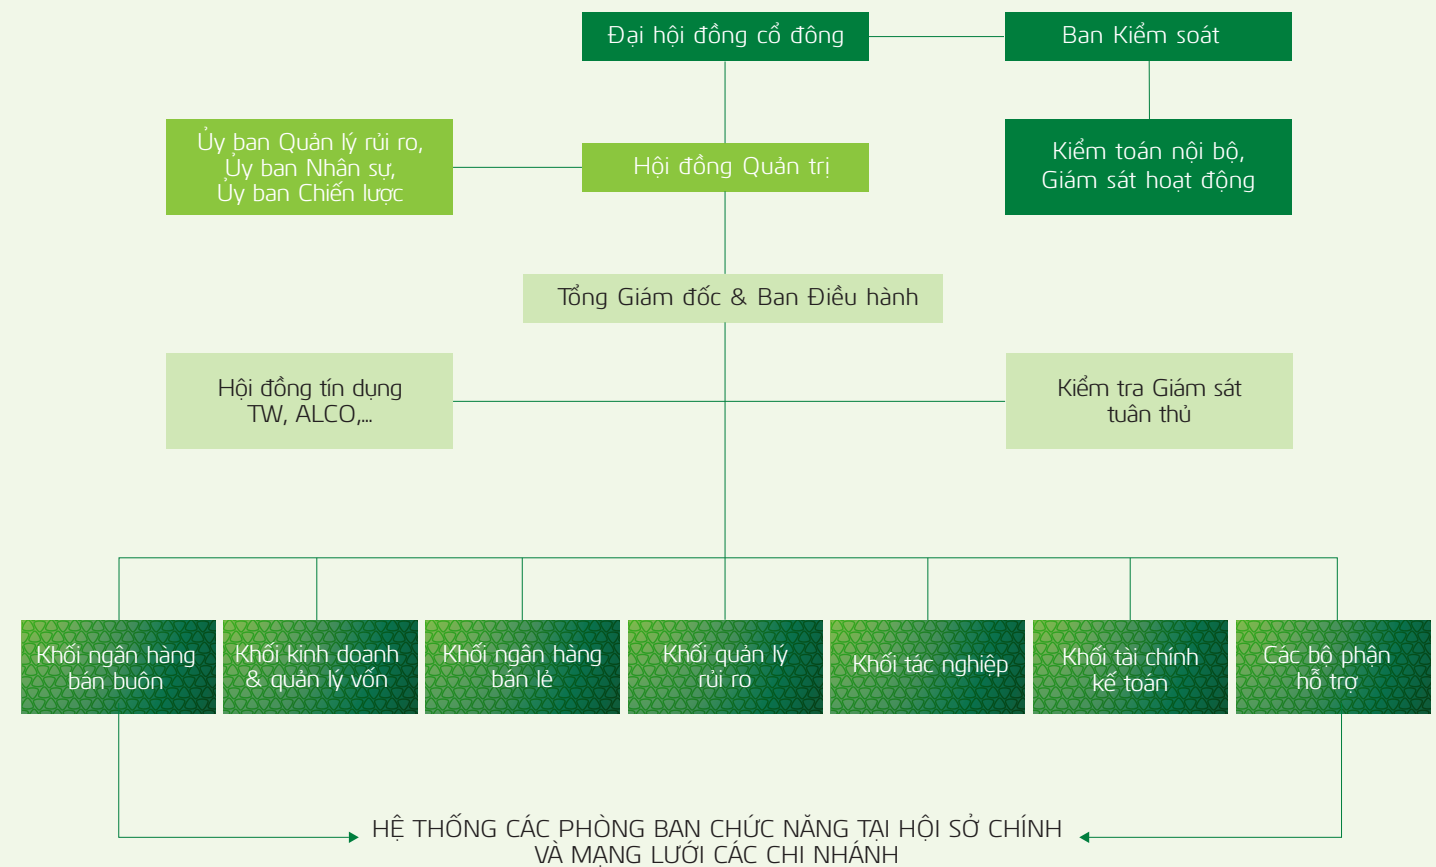 Đại hội đồng cổ đông
Ban Kiểm soát
Ủy ban Quản lý rủi ro,
Ủy ban Nhân sự,
Ủy ban Chiến lược
Hội đồng Quản trị
Kiểm toán nội bộ,
Giám sát hoạt động
Tổng Giám đốc & Ban Điều hành
Hội đồng tín dụng
TW, ALCO,...
Kiểm tra Giám sát
tuân thủ
Khối ngân hàng
bán buôn
Khối kinh doanh
& quản lý vốn
Khối ngân hàng
bán lẻ
Khối quản lý
rủi ro
Khối tác nghiệp
Khối tài chính
kế toán
Các bộ phận
hỗ trợ
HỆ THỐNG CÁC PHÒNG BAN CHỨC NĂNG TẠI HỘI SỞ CHÍNH
VÀ MẠNG LƯỚI CÁC CHI NHÁNH